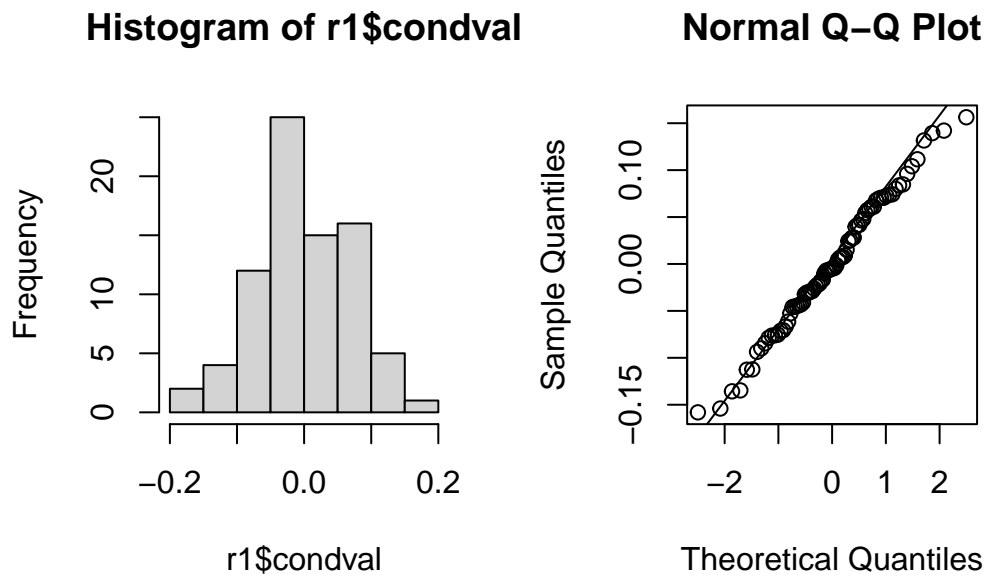 Histogram of r1$condval
Frequency
0
5
10
20
−0.2
0.0
0.2
r1$condval
Normal Q−Q Plot
Sample Quantiles
−0.15
0.00
0.10
−2
0
1
2
Theoretical Quantiles